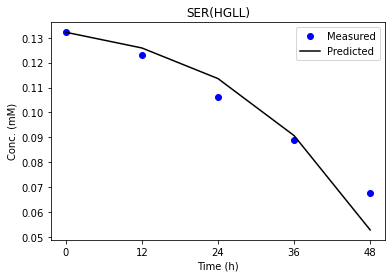 SER(HGLL)
Measured
Predicted
Conc. (mM)
0.13
0.12
0.11
0.10
0.09
0.08
0.07
0.06
0.05
0 12 24 36 48
Time (h)